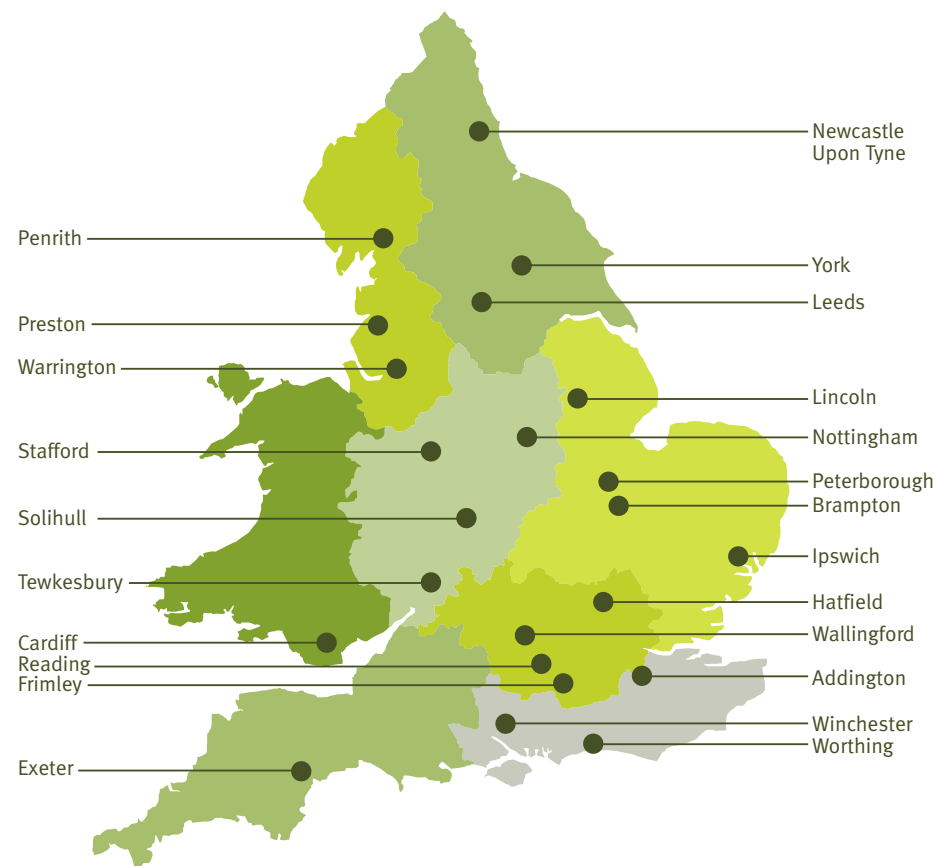 Newcastle
Upon Tyne
Penrith
York
Leeds
Preston
Warrington
Lincoln
Nottingham
Stafford
Peterborough
Brampton
Solihull
Ipswich
Tewkesbury
Hatfield
Wallingford
Cardiff
Reading
Frimley
Addington
Winchester
Worthing
Exeter